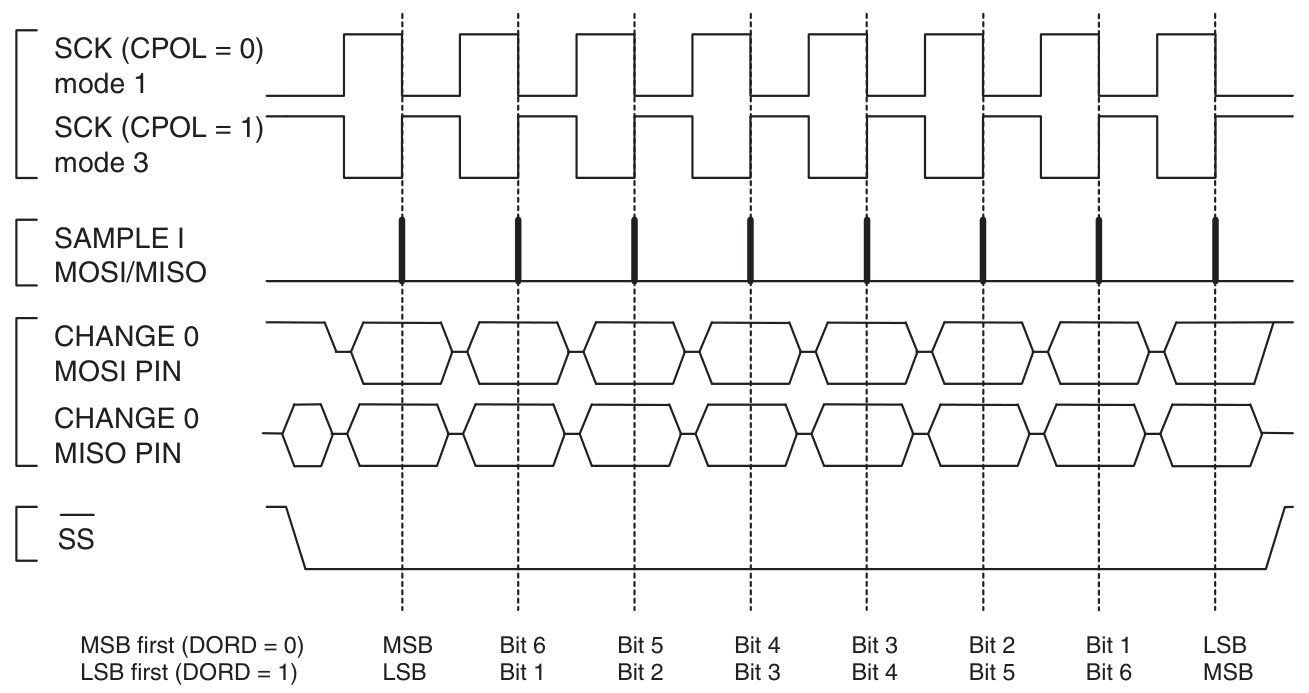 SCK (CPOL = 0)
mode 1
SCK (CPOL = 1)
mode 3
SAMPLE I
MOSI/MISO
CHANGE 0
MOSI PIN
CHANGE 0
MISO PIN
SS
MSB first (DORD = 0) MSB Bit 6 Bit 5 Bit 4 Bit 3 Bit 2 Bit 1 LSB
LSB first (DORD = 1) LSB Bit 1 Bit 2 Bit 3 Bit 4 Bit 5 Bit 6 MSB